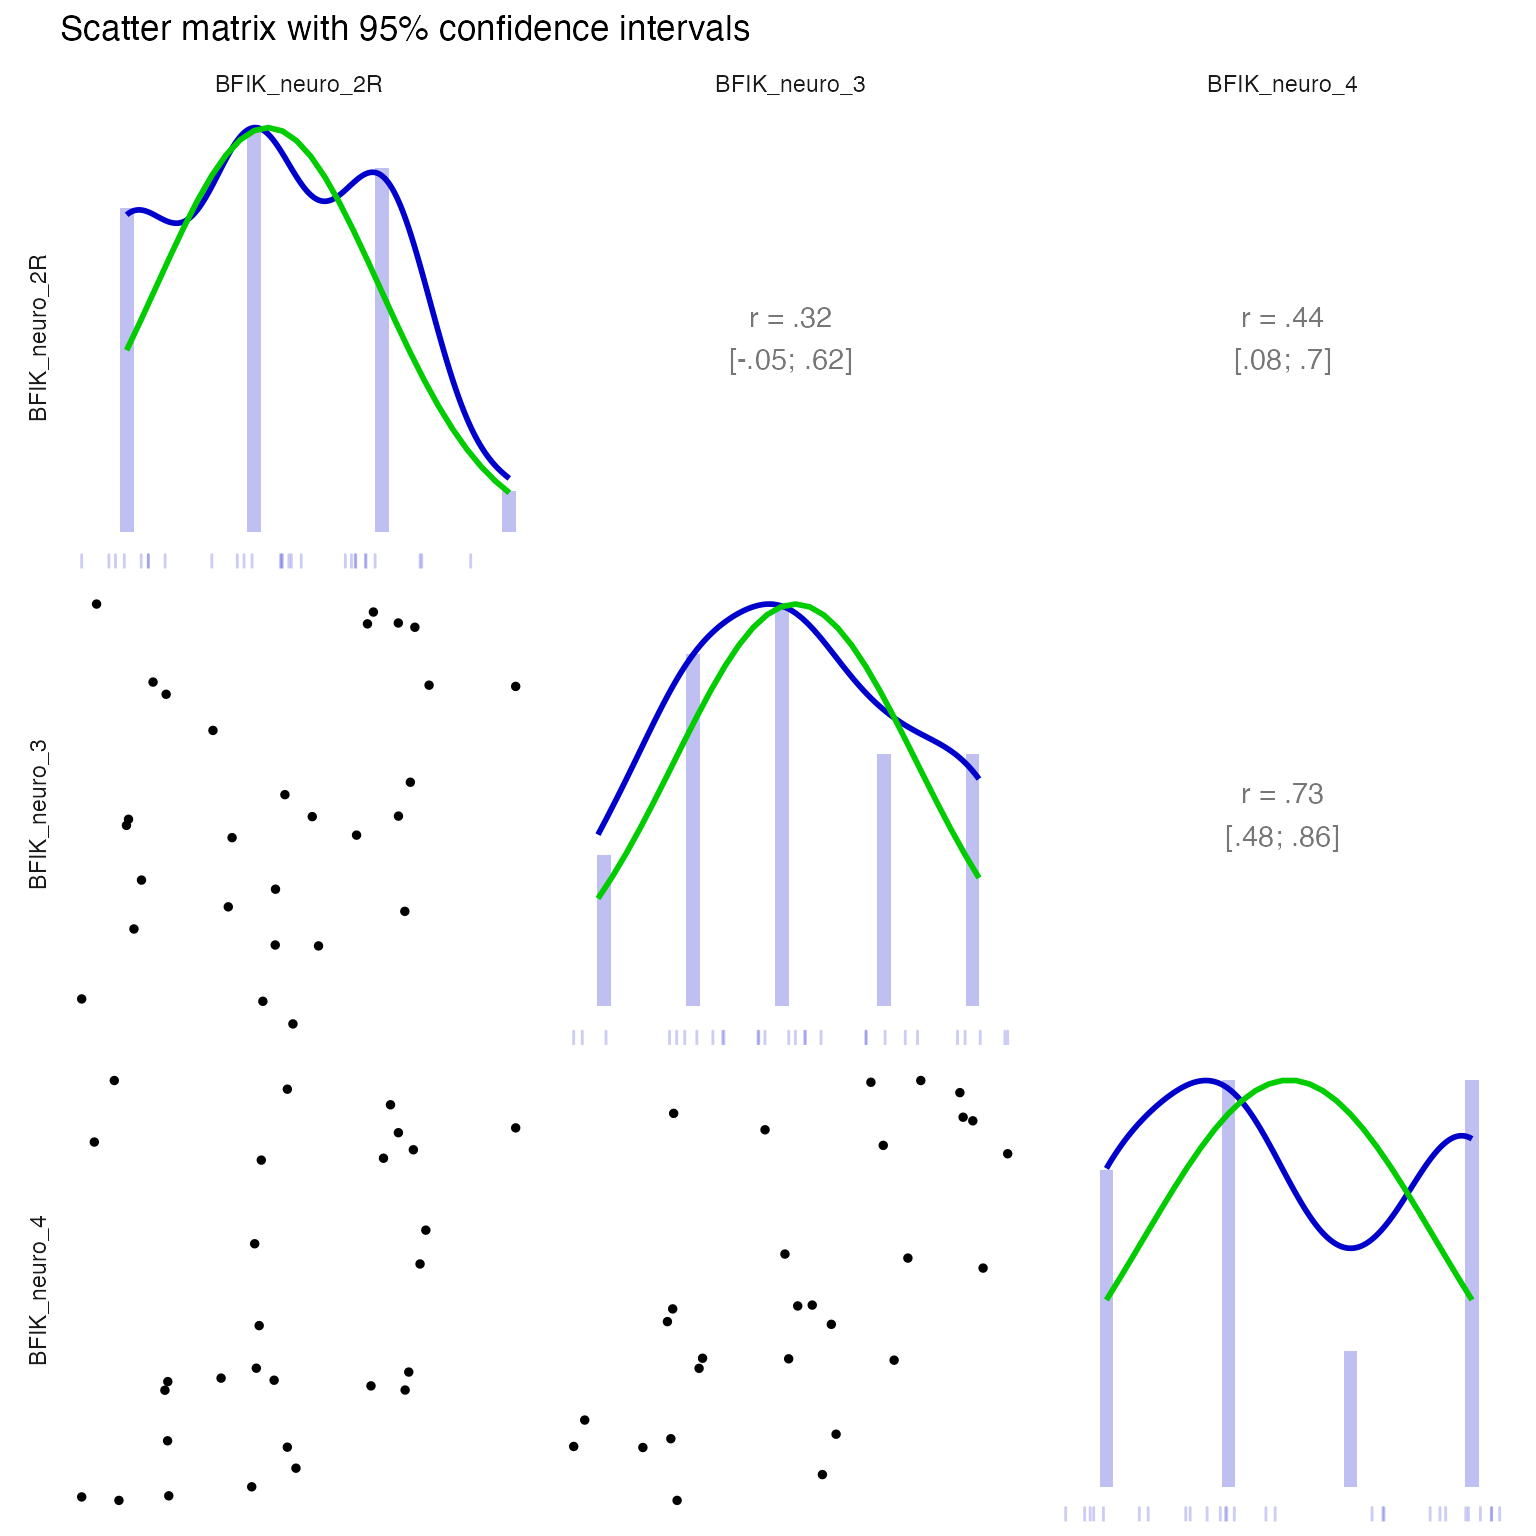 Scatter matrix with 95% confidence intervals
BFIK_neuro_2R
BFIK_neuro_3
BFIK_neuro_4
BFIK_neuro_2R
r = .32
[-.05; .62]
r = .44
[.08; .7]
BFIK_neuro_3
r = .73
[.48; .86]
BFIK_neuro_4